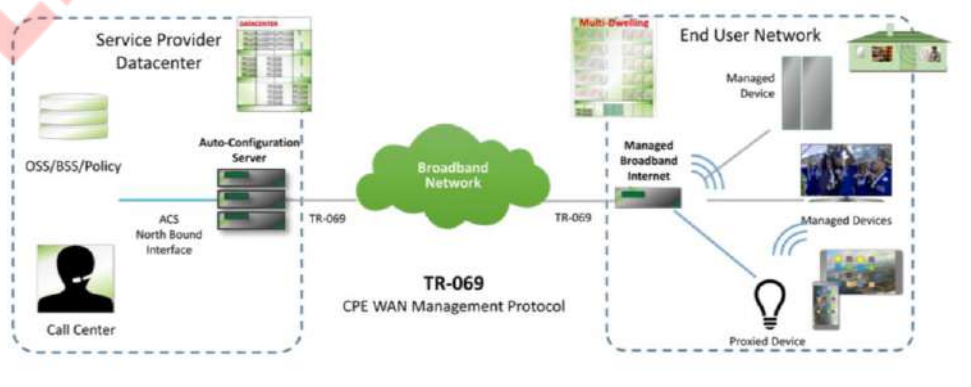 Service Provider
Datacenter
DATACENTER
OSS/BSS/Policy
Auto-Configuration
Server
ACS
North Bound
Interface
Call Center
TR-069
Broadband
Network
TR-069
TR-069
CPE WAN Management Protocol
Multi-Dwelling
End User Network
Managed
Device
Managed
Broadband
Internet
Managed Devices
Proxied Device